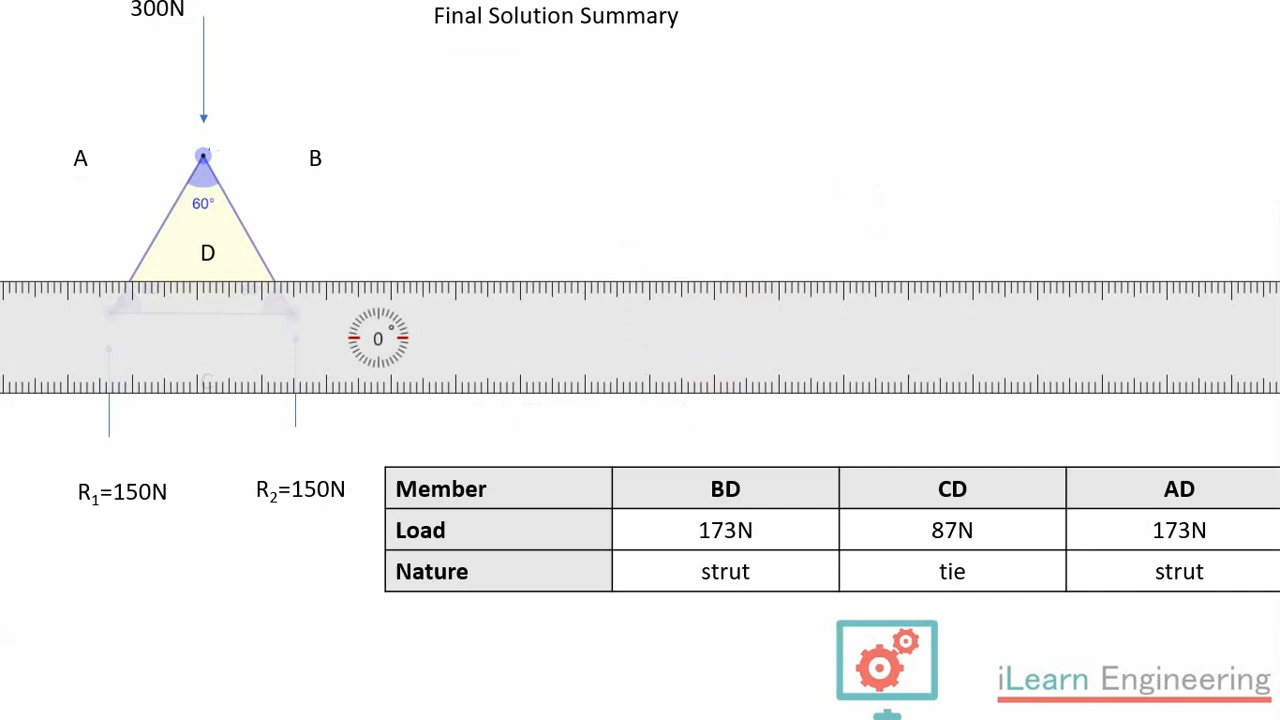 300N
Final Solution Summary
A
B
60°
D
0°
C
R₁=150N
R₂=150N
Member BD CD AD
Load 173N 87N 173N
Nature strut tie strut
iLearn Engineering